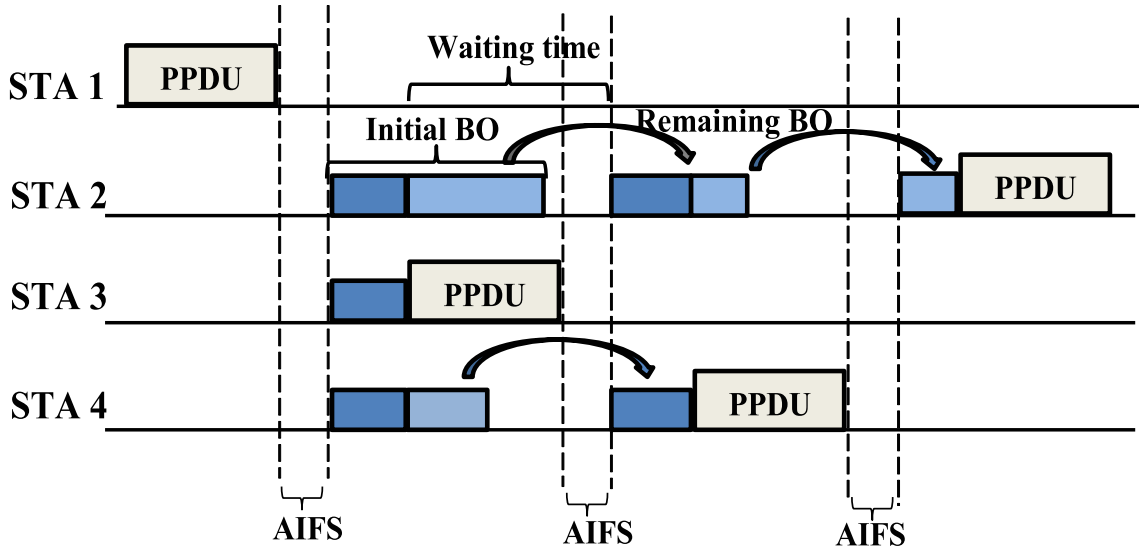 Waiting time
STA 1
PPDU
Initial BO
Remaining BO
STA 2
PPDU
STA 3
PPDU
STA 4
PPDU
AIFS
AIFS
AIFS